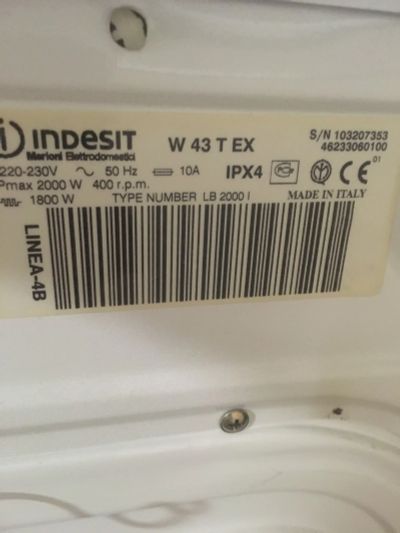 INDESIT W 43 T EX S/N 103207353
Merloni Elettrodomestici 46233060100
220-230V 50 Hz 10A IPX4 CE 01
Pmax 2000 W 400 r.p.m.
1800 W TYPE NUMBER LB 2000 I MADE IN ITALY
LINEA-4B